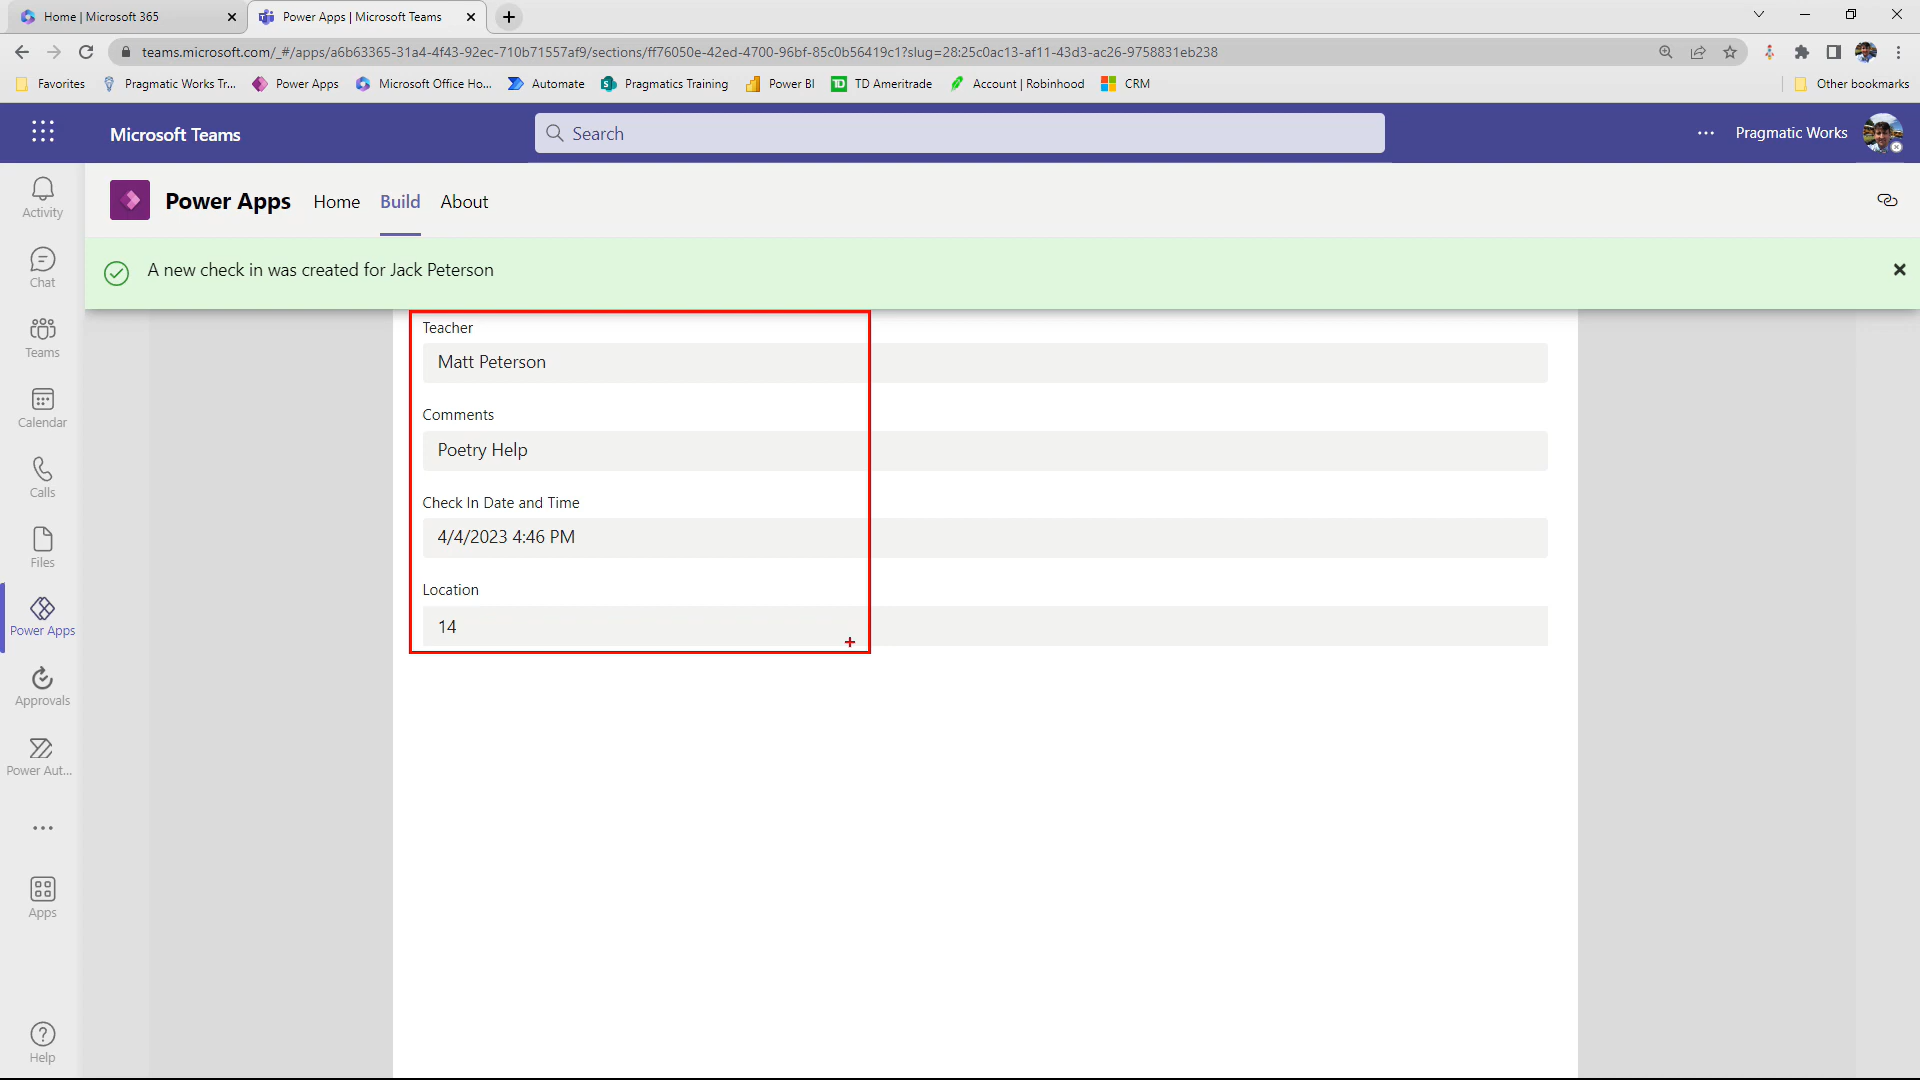 Home | Microsoft 365
Power Apps | Microsoft Teams
teams.microsoft.com/_#/apps/a6b63365-31a4-4f43-92ec-710b71557af9/sections/ff76050e-42ed-4700-96bf-85c0b56419c1?slug=28:25c0ac13-af11-43d3-ac26-9758831eb238
Favorites Pragmatic Works Tr... Power Apps Microsoft Office Ho... Automate Pragmatics Training Power BI TD Ameritrade Account | Robinhood CRM Other bookmarks
Microsoft Teams Search Pragmatic Works
Power Apps Home Build About
A new check in was created for Jack Peterson
Activity
Chat
Teams
Calendar
Calls
Files
Power Apps
Approvals
Power Aut...
Apps
Help
Teacher
Matt Peterson
Comments
Poetry Help
Check In Date and Time
4/4/2023 4:46 PM
Location
14